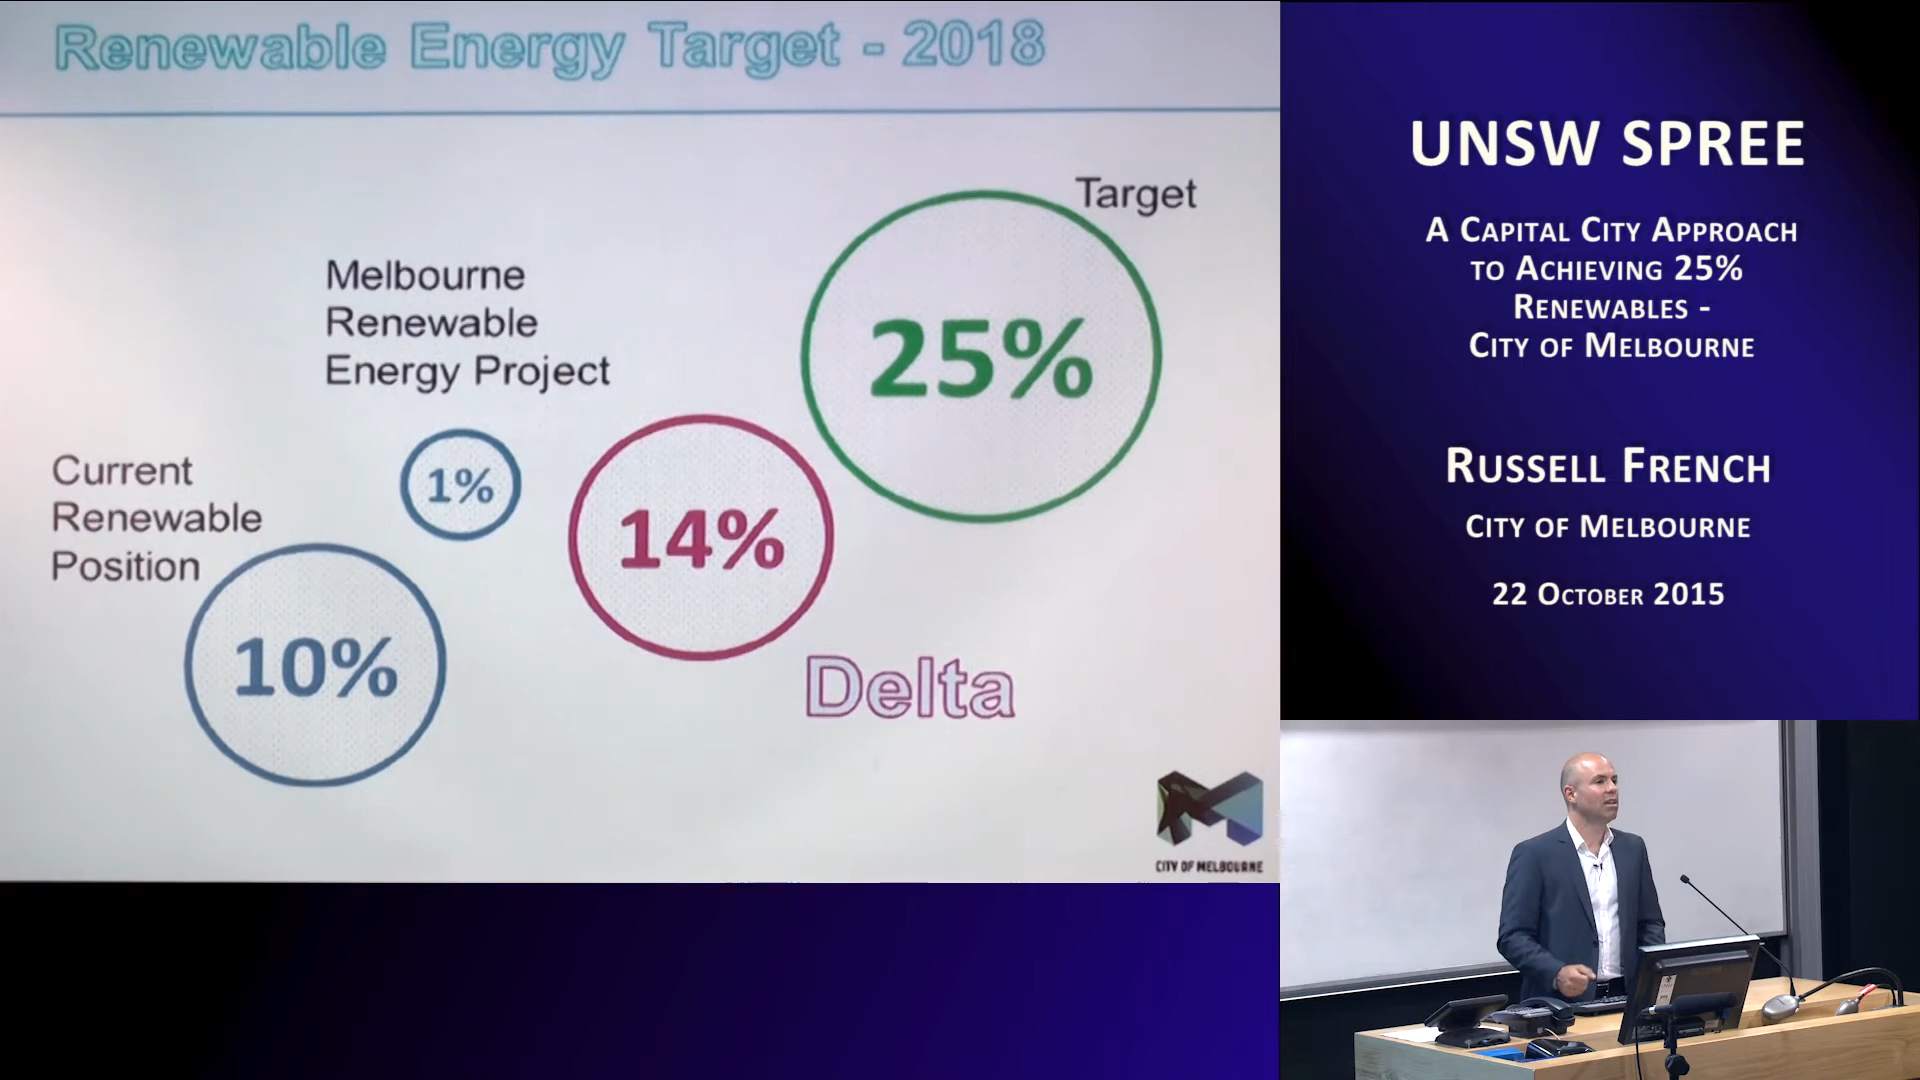 Renewable Energy Target - 2018
Target
25%
Melbourne
Renewable
Energy Project
1%
14%
Delta
Current
Renewable
Position
10%
CITY OF MELBOURNE
UNSW SPREE
A CAPITAL CITY APPROACH
TO ACHIEVING 25%
RENEWABLES -
CITY OF MELBOURNE
RUSSELL FRENCH
CITY OF MELBOURNE
22 OCTOBER 2015